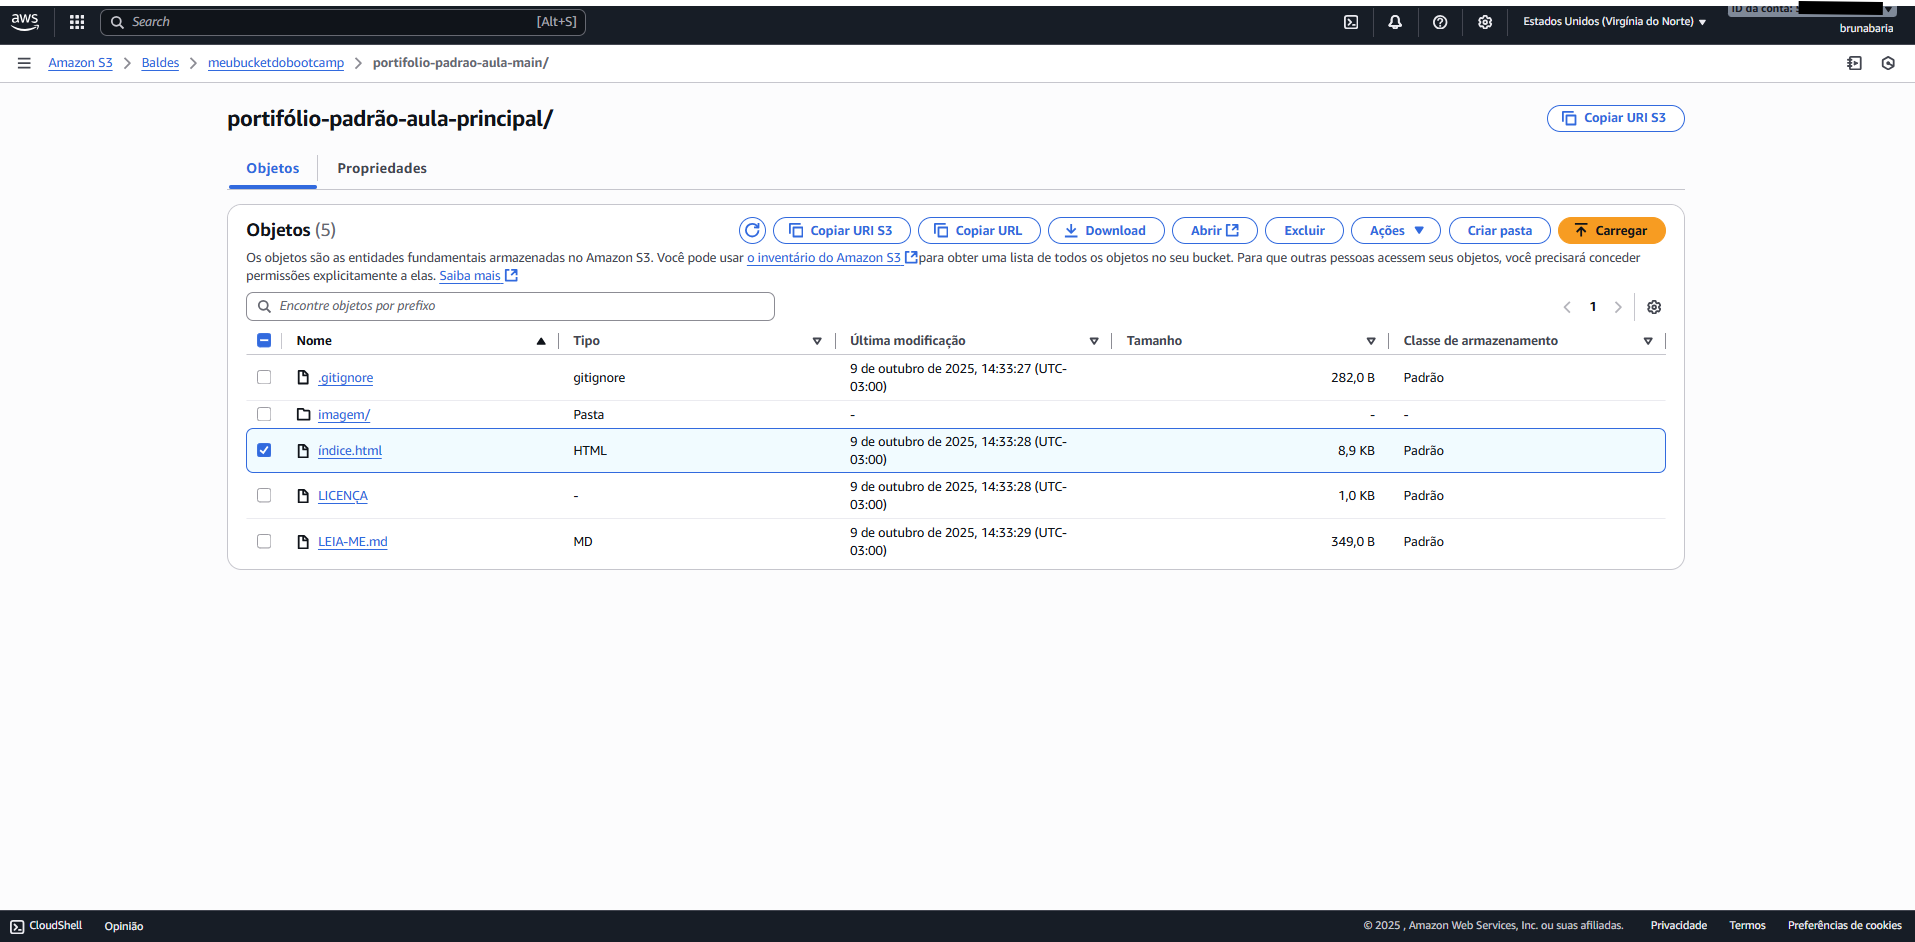 aws
Search
[Alt+S]
Estados Unidos (Virgínia do Norte)
ID da conta:
brunabaria
Amazon S3
Baldes
meubucketdobootcamp
portifolio-padrao-aula-main/
portifólio-padrão-aula-principal/
Copiar URI S3
Objetos
Propriedades
Objetos (5)
Copiar URI S3
Copiar URL
Download
Abrir
Excluir
Ações
Criar pasta
Carregar
Os objetos são as entidades fundamentais armazenadas no Amazon S3. Você pode usar o inventário do Amazon S3 para obter uma lista de todos os objetos no seu bucket. Para que outras pessoas acessem seus objetos, você precisará conceder
permissões explicitamente a elas. Saiba mais
Encontre objetos por prefixo
1
Nome Tipo Última modificação Tamanho Classe de armazenamento
.gitignore gitignore 9 de outubro de 2025, 14:33:27 (UTC-
03:00) 282,0 B Padrão
imagem/ Pasta - - -
índice.html HTML 9 de outubro de 2025, 14:33:28 (UTC-
03:00) 8,9 KB Padrão
LICENÇA - 9 de outubro de 2025, 14:33:28 (UTC-
03:00) 1,0 KB Padrão
LEIA-ME.md MD 9 de outubro de 2025, 14:33:29 (UTC-
03:00) 349,0 B Padrão
CloudShell
Opinião
© 2025 , Amazon Web Services, Inc. ou suas afiliadas.
Privacidade
Termos
Preferências de cookies